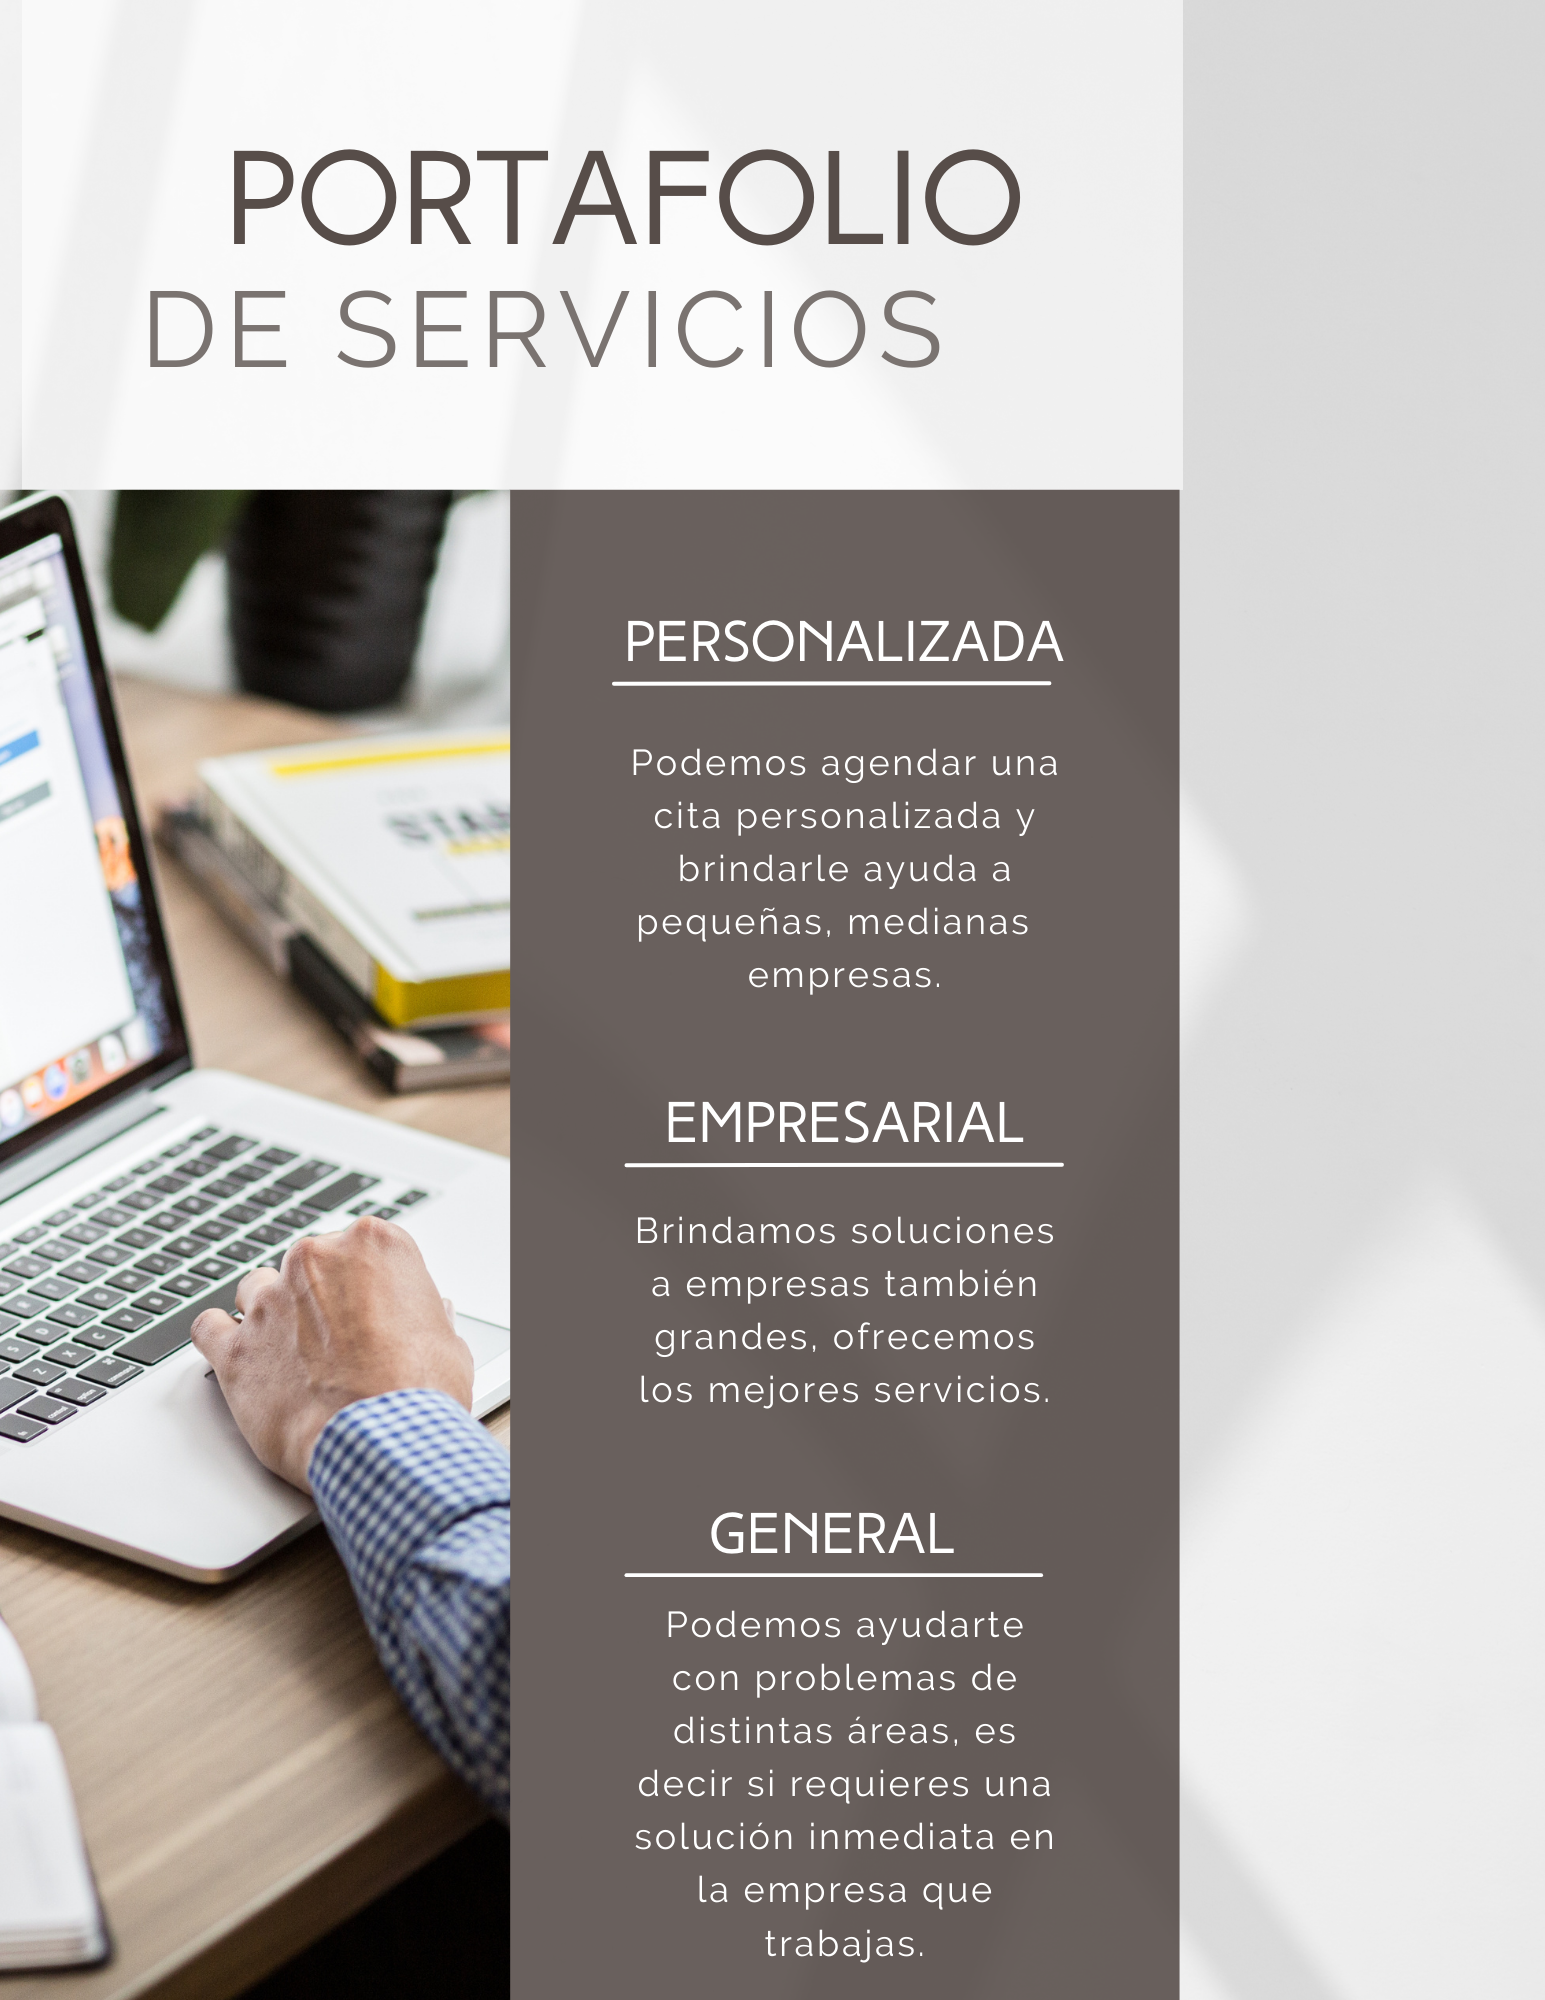 PORTAFOLIO
DE SERVICIOS
PERSONALIZADA
Podemos agendar una
cita personalizada y
brindarle ayuda a
pequeñas, medianas
empresas.
EMPRESARIAL
Brindamos soluciones
a empresas también
grandes, ofrecemos
los mejores servicios.
GENERAL
Podemos ayudarte
con problemas de
distintas áreas, es
decir si requieres una
solución inmediata en
la empresa que
trabajas.